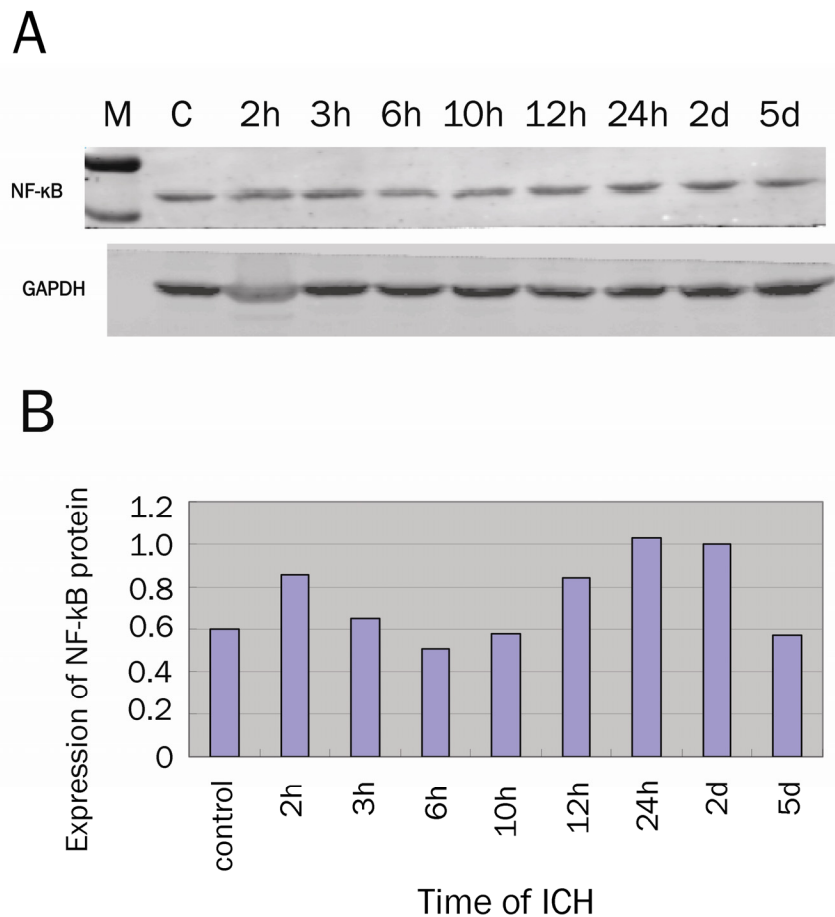 A
M C 2h 3h 6h 10h 12h 24h 2d 5d
NF-κB
GAPDH
B
Expression of NF-kB protein
1.2
1.0
0.8
0.6
0.4
0.2
0
control 2h 3h 6h 10h 12h 24h 2d 5d
Time of ICH